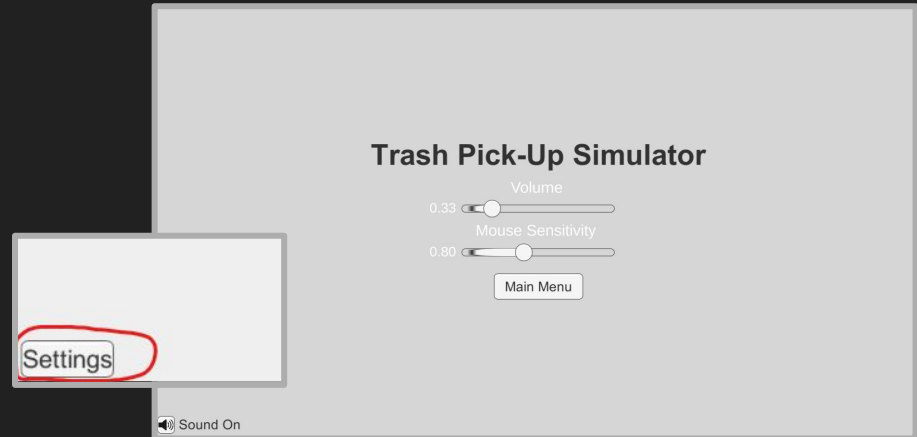 Trash Pick-Up Simulator
Volume
0.33
Mouse Sensitivity
0.80
Main Menu
Settings
Sound On